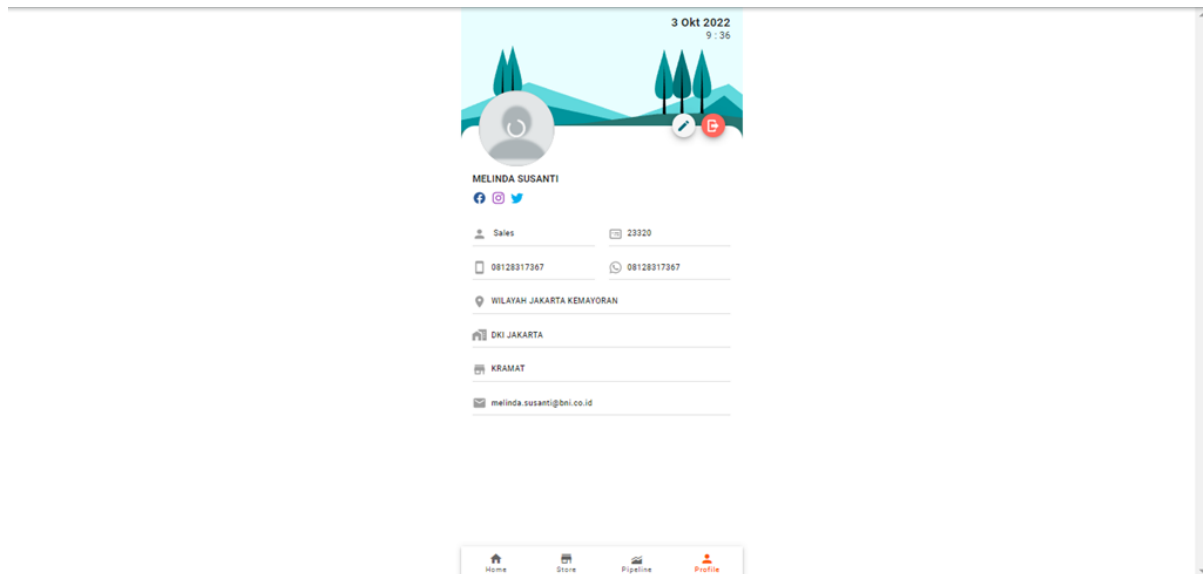 3 Okt 2022
9 : 36
MELINDA SUSANTI
Sales
23320
08128317367
08128317367
WILAYAH JAKARTA KEMAYORAN
DKI JAKARTA
KRAMAT
melinda.susanti@bni.co.id
Home
Store
Pipeline
Profile